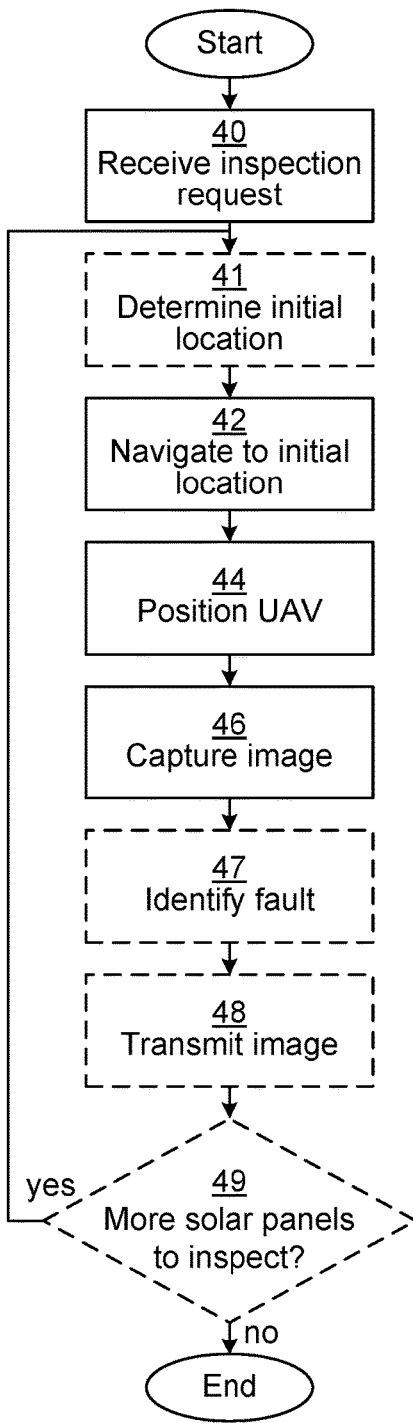 Start
40
Receive inspection
request
41
Determine initial
location
42
Navigate to initial
location
44
Position UAV
46
Capture image
47
Identify fault
48
Transmit image
yes
49
More solar panels
to inspect?
no
End